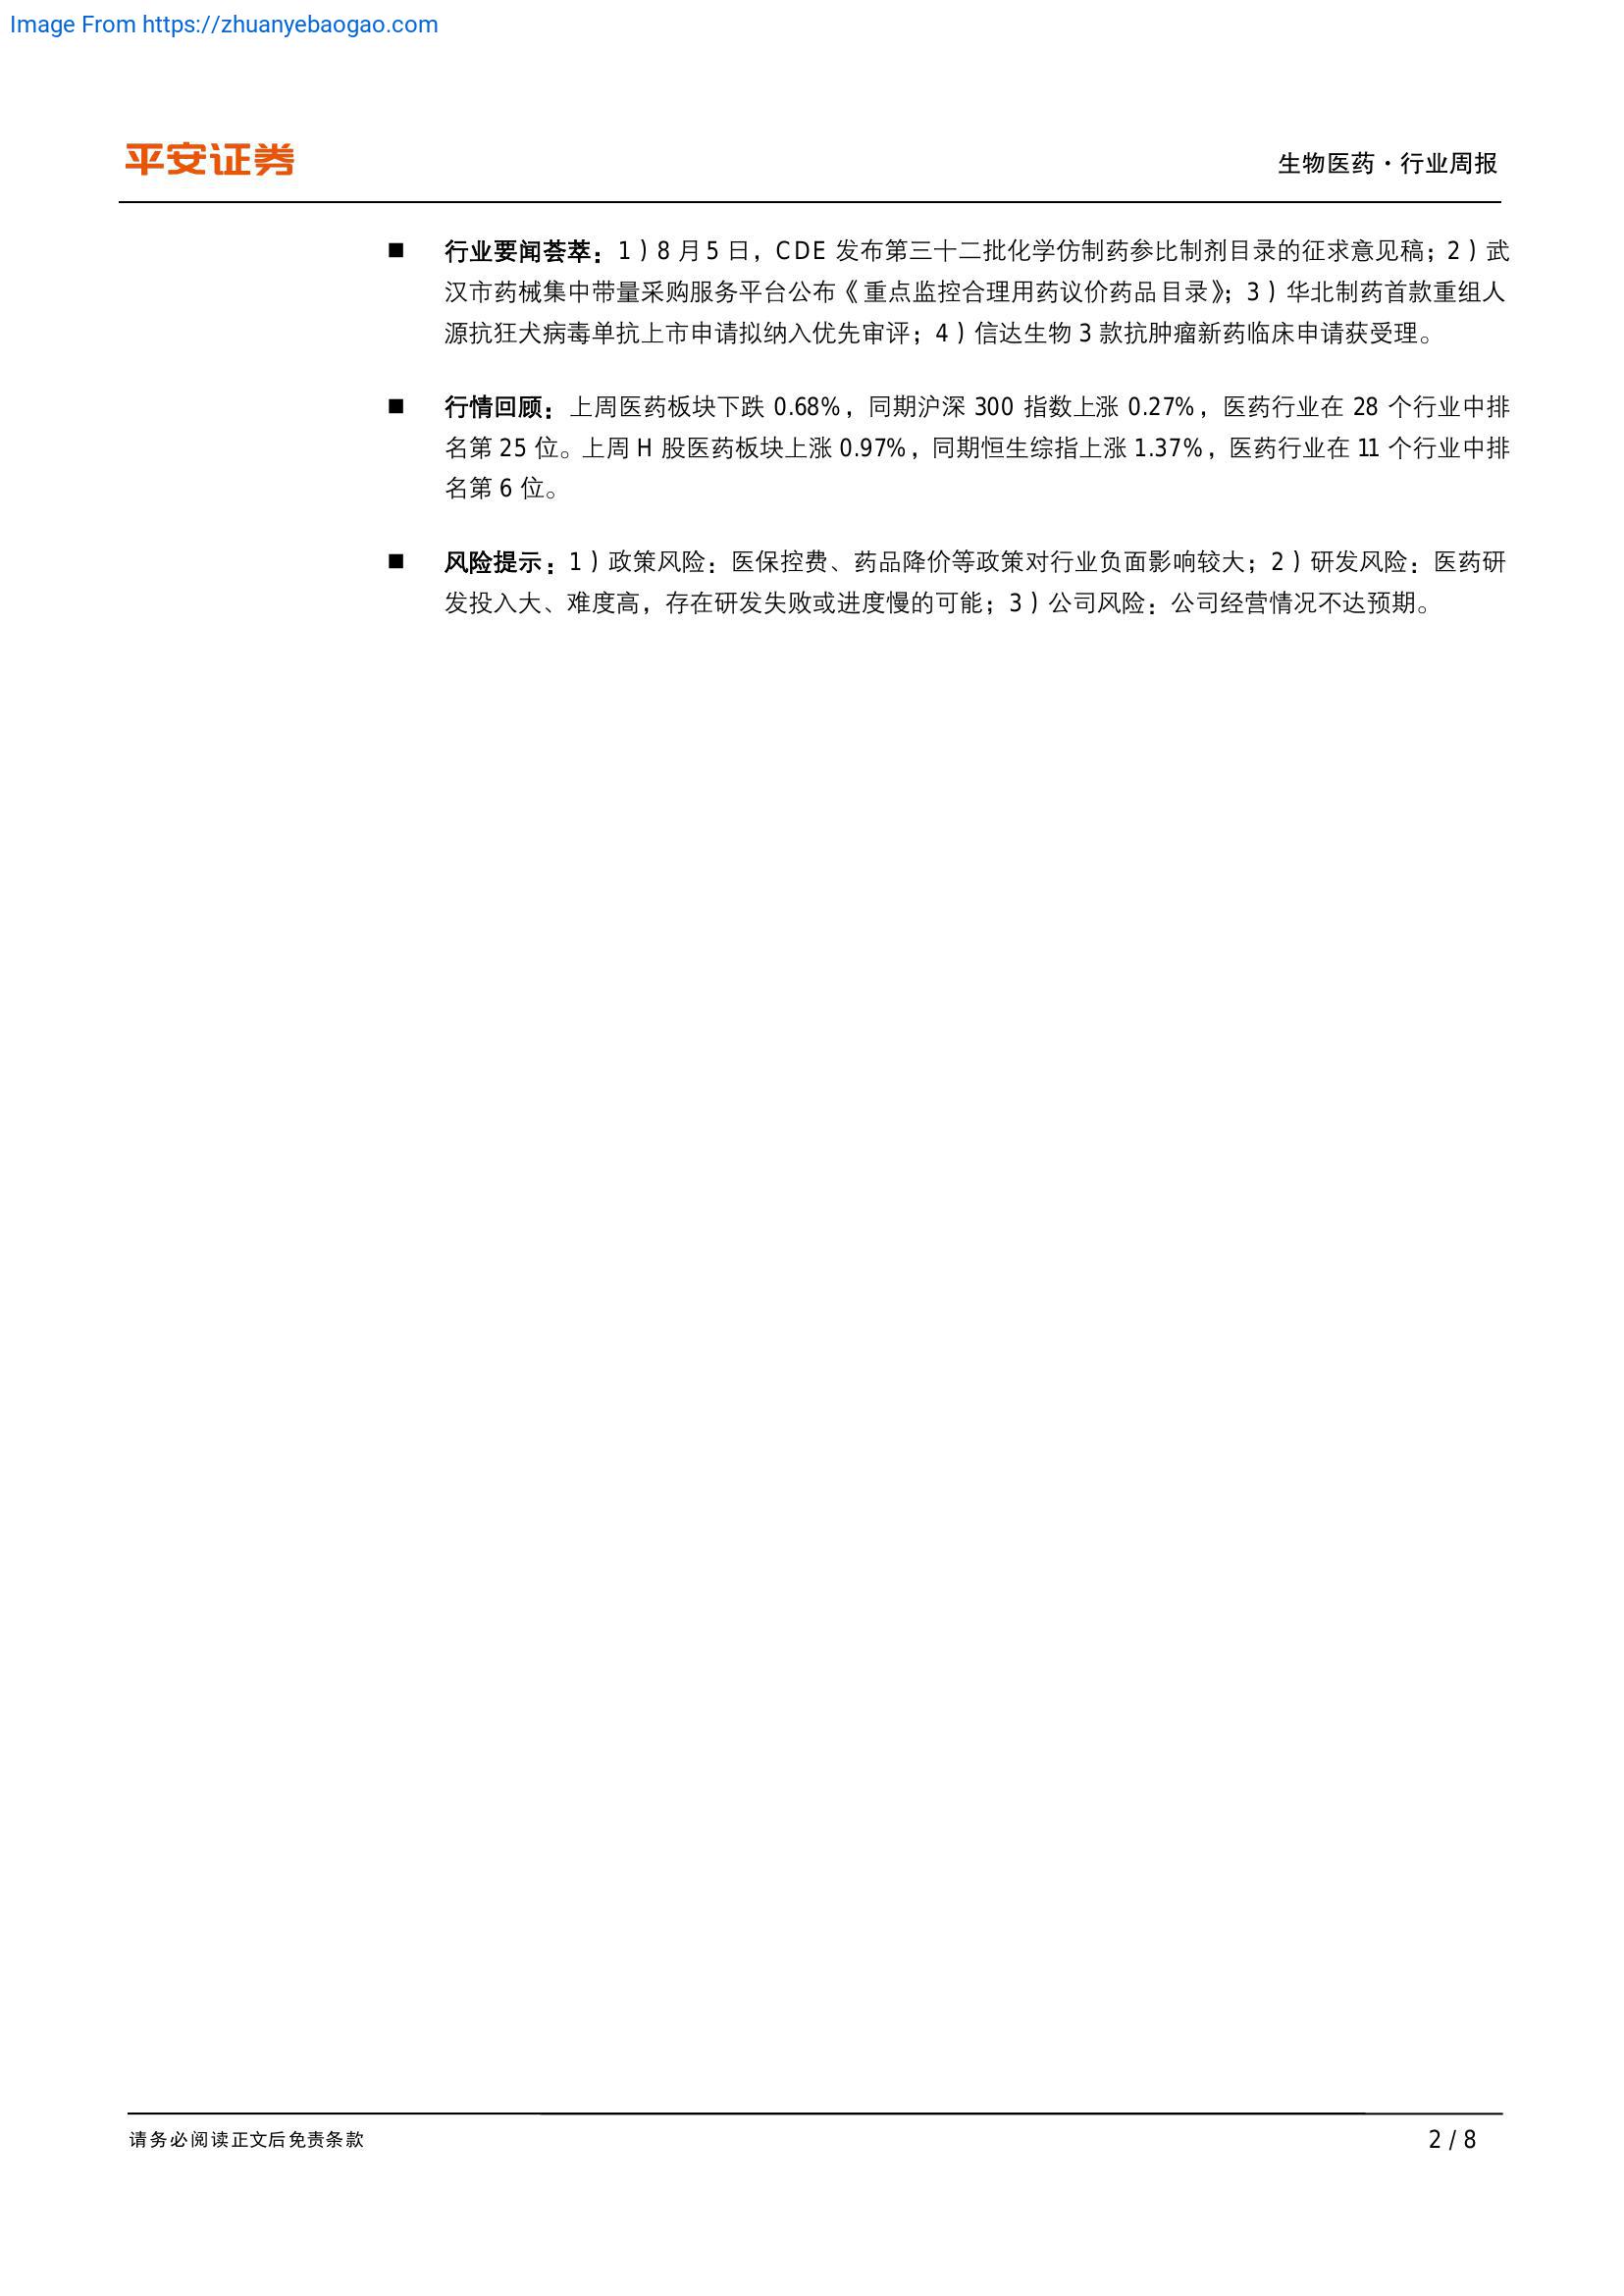 Image From https://zhuanyebaogao.com
平安证券
生物医药·行业周报
■ 行业要闻荟萃：1）8月5日，CDE 发布第三十二批化学仿制药参比制剂目录的征求意见稿；2）武
汉市药械集中带量采购服务平台公布《重点监控合理用药议价药品目录》；3）华北制药首款重组人
源抗狂犬病毒单抗上市申请拟纳入优先审评；4）信达生物 3 款抗肿瘤新药临床申请获受理。
■ 行情回顾：上周医药板块下跌 0.68%，同期沪深 300 指数上涨 0.27%，医药行业在 28 个行业中排
名第 25 位。上周 H 股医药板块上涨 0.97%，同期恒生综指上涨 1.37%，医药行业在 11 个行业中排
名第 6 位。
■ 风险提示：1）政策风险：医保控费、药品降价等政策对行业负面影响较大；2）研发风险：医药研
发投入大、难度高，存在研发失败或进度慢的可能；3）公司风险：公司经营情况不达预期。
请务必阅读正文后免责条款
2 / 8